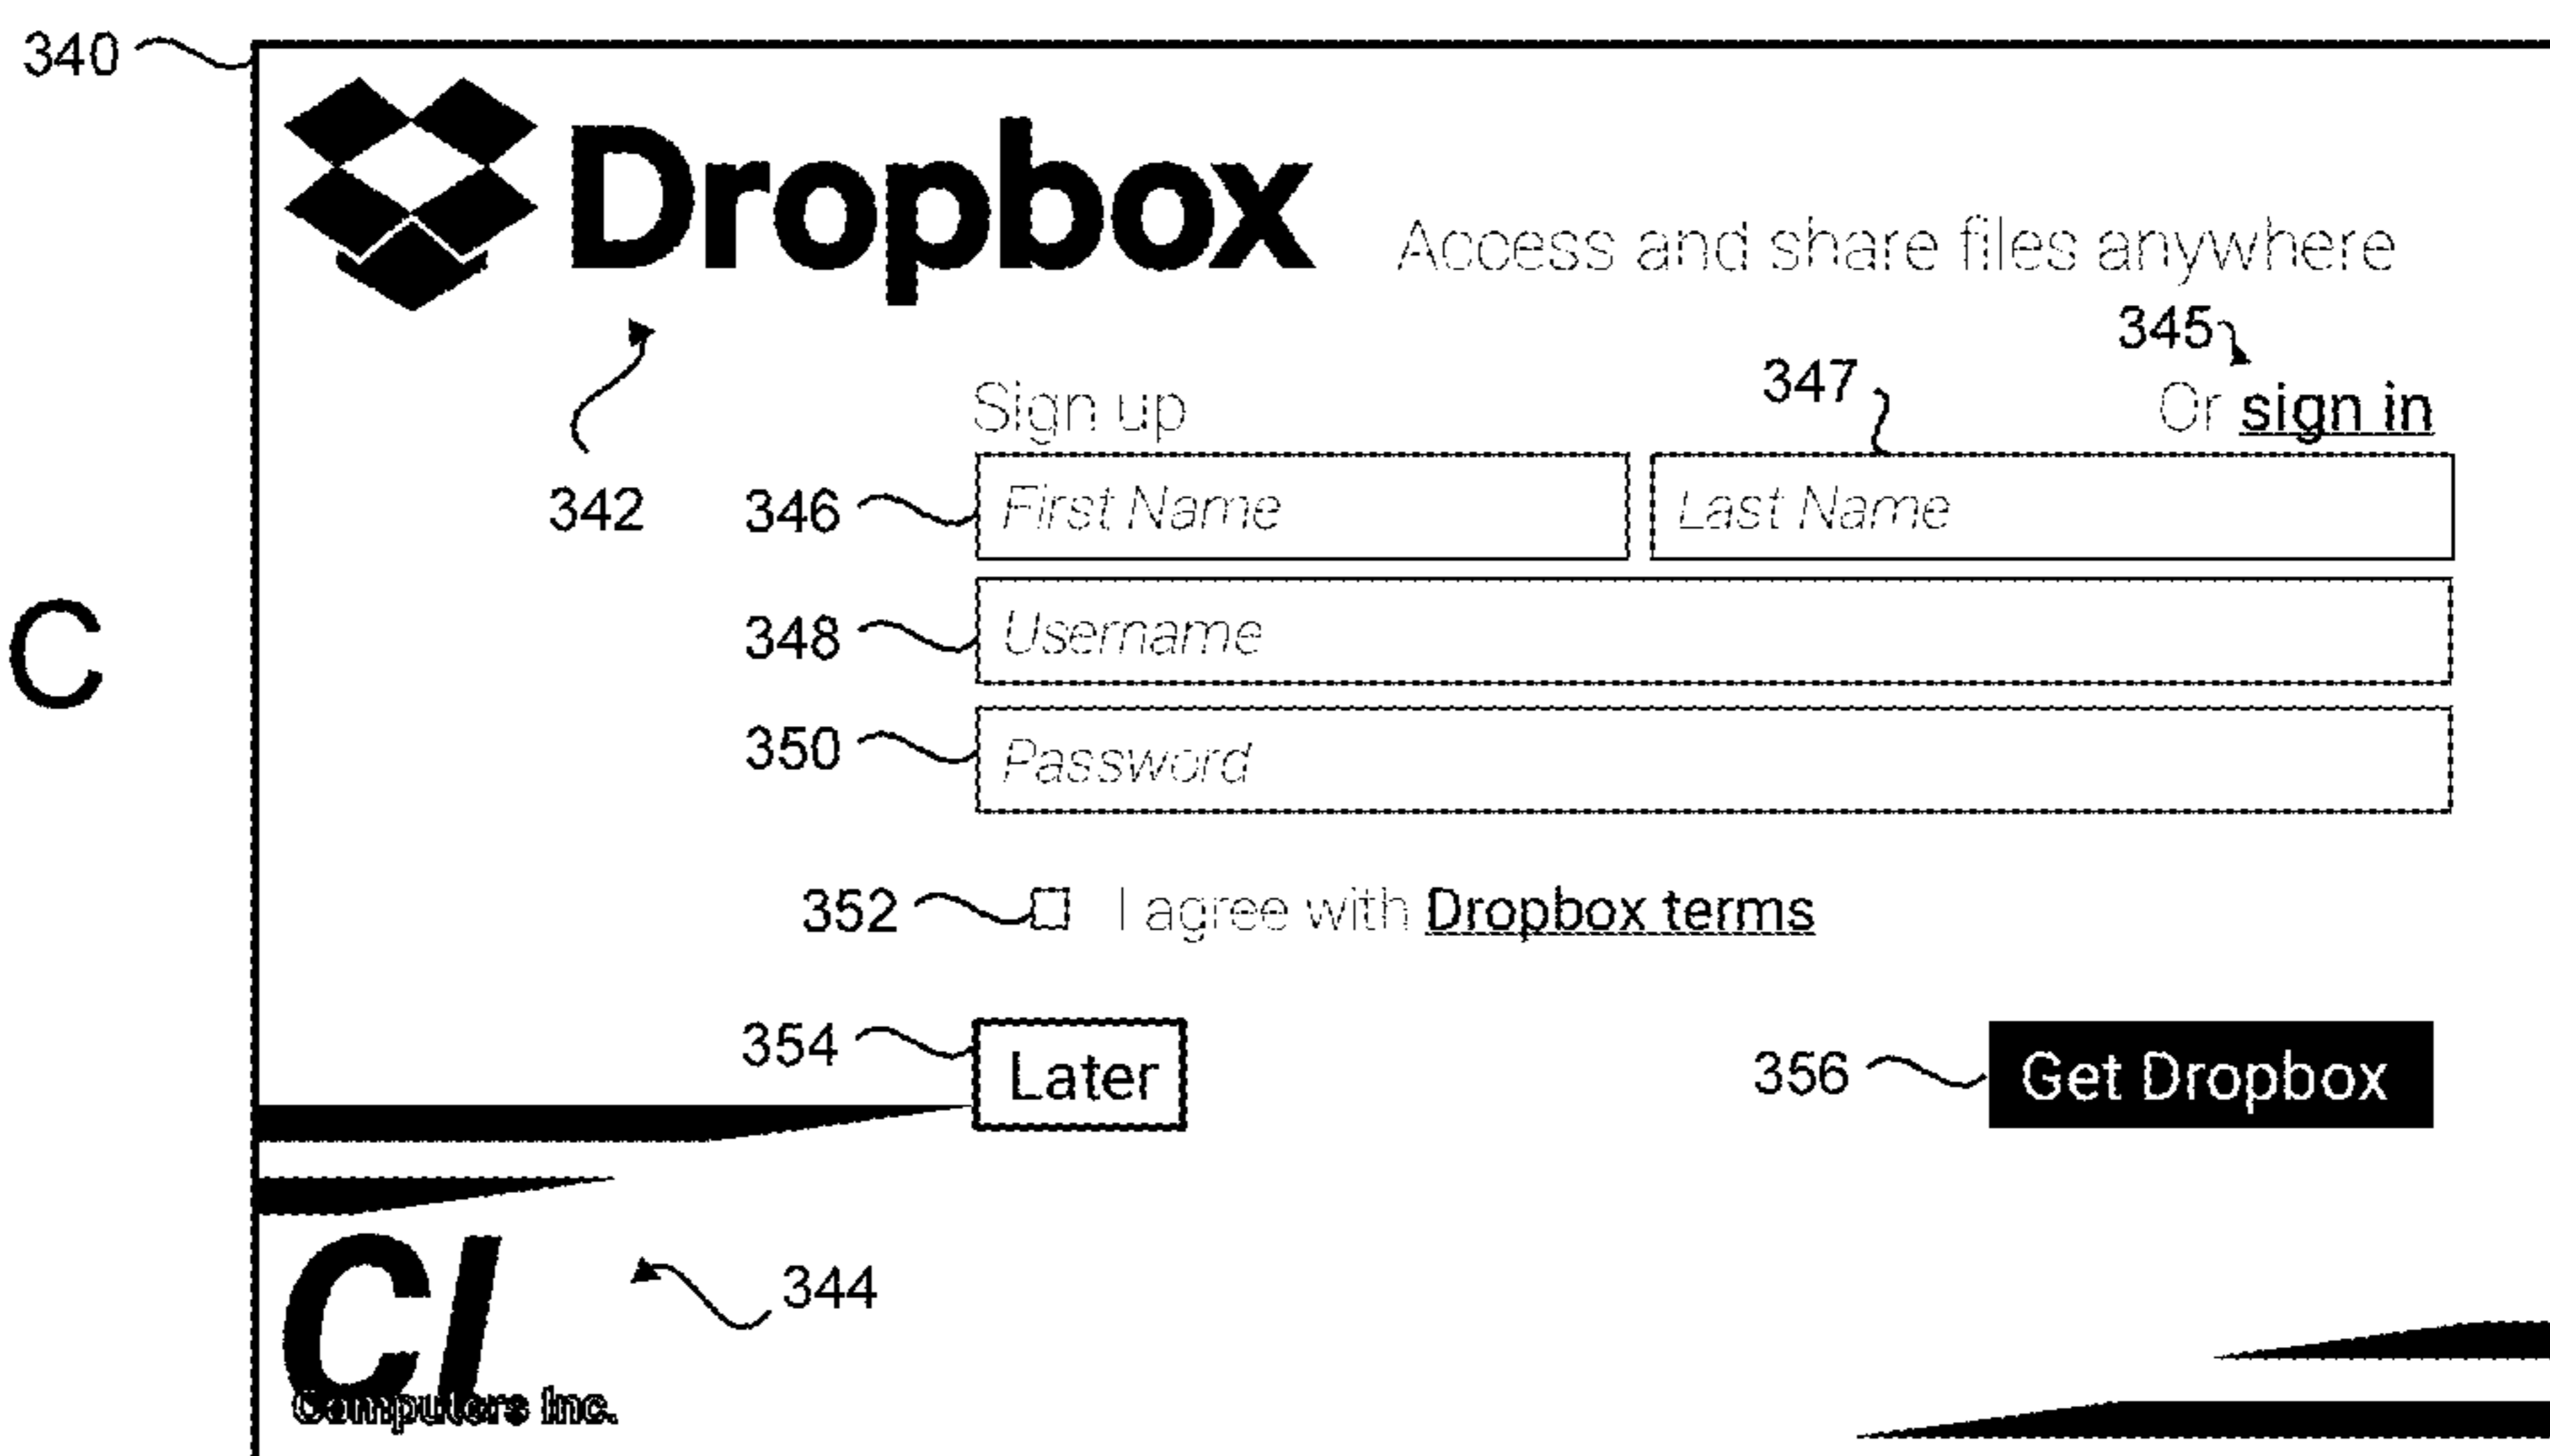 340
Dropbox Access and share files anywhere
345
347
Sign up Or sign in
342 346 First Name Last Name
C
348 Username
350 Password
352 I agree with Dropbox terms
354 Later 356 Get Dropbox
CI
344
Computers Inc.